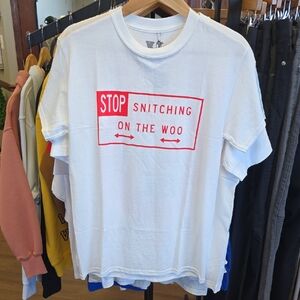 STOP SNITCHING
ON THE WOO